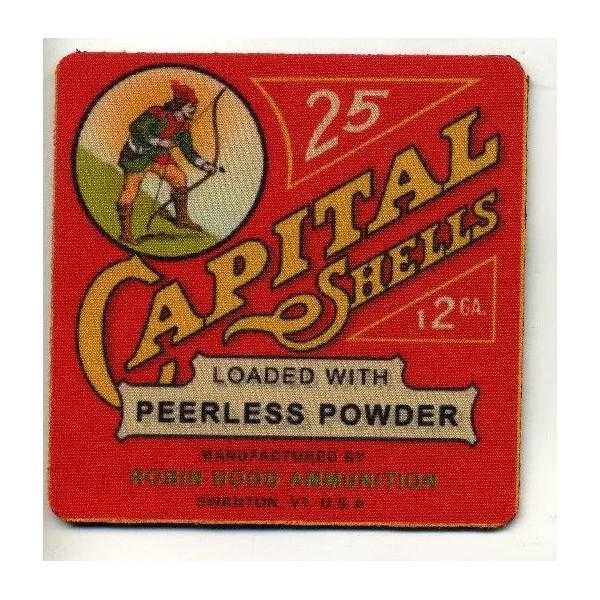 25
CAPITAL
SHELLS
12 GA.
LOADED WITH
PEERLESS POWDER
MANUFACTURED BY
ROBIN HOOD AMMUNITION
SWANTON, VT. U.S.A